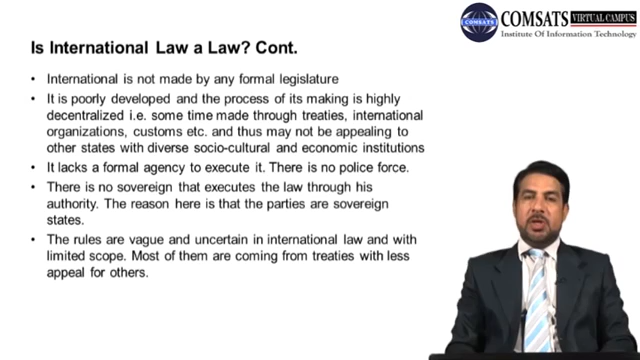 COMSATS VIRTUAL CAMPUS
COMSATS
Institute Of Information Technology
Is International Law a Law? Cont.
• International is not made by any formal legislature
• It is poorly developed and the process of its making is highly
decentralized i.e. some time made through treaties, international
organizations, customs etc. and thus may not be appealing to
other states with diverse socio-cultural and economic institutions
• It lacks a formal agency to execute it. There is no police force.
• There is no sovereign that executes the law through his
authority. The reason here is that the parties are sovereign
states.
• The rules are vague and uncertain in international law and with
limited scope. Most of them are coming from treaties with less
appeal for others.